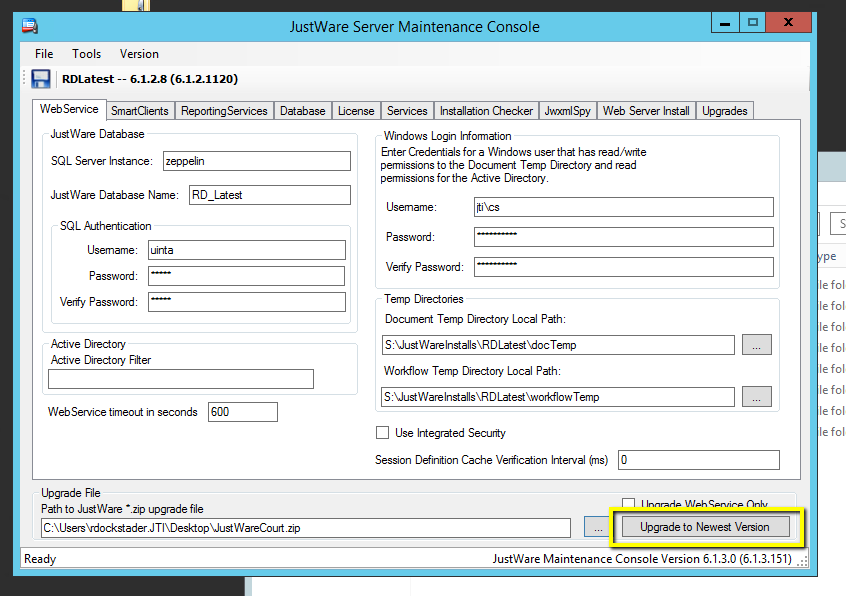 JustWare Server Maintenance Console
File Tools Version
RDLatest -- 6.1.2.8 (6.1.2.1120)
WebService SmartClients ReportingServices Database License Services Installation Checker JwxmlSpy Web Server Install Upgrades
JustWare Database
SQL Server Instance: zeppelin
JustWare Database Name: RD_Latest
SQL Authentication
Username: uinta
Password: *****
Verify Password: *****
Active Directory
Active Directory Filter
WebService timeout in seconds 600
Windows Login Information
Enter Credentials for a Windows user that has read/write
permissions to the Document Temp Directory and read
permissions for the Active Directory.
Username: jti\cs
Password: **********
Verify Password: **********
Temp Directories
Document Temp Directory Local Path:
S:\JustWareInstalls\RDLatest\docTemp ...
Workflow Temp Directory Local Path:
S:\JustWareInstalls\RDLatest\workflowTemp ...
Use Integrated Security
Session Definition Cache Verification Interval (ms) 0
Upgrade File
Path to JustWare *.zip upgrade file
Upgrade WebService Only
C:\Users\rdockstader.JTI\Desktop\JustWareCourt.zip ... Upgrade to Newest Version
Ready JustWare Maintenance Console Version 6.1.3.0 (6.1.3.151)
S
ype
le fol
le fol
le fol
le fol
le fol
le fol
le fol
le fol